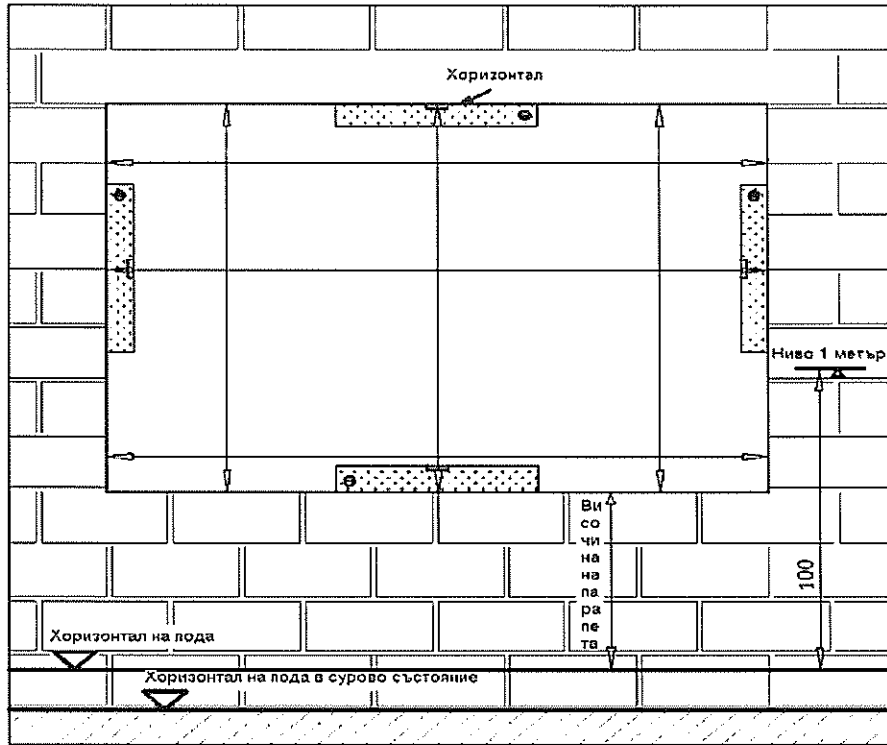 Хоризонтал
Ниво 1 метър
Ви
со
чи
на
на
па
ра
пе
та
100
Хоризонтал на пода
Хоризонтал на пода в сурово състояние